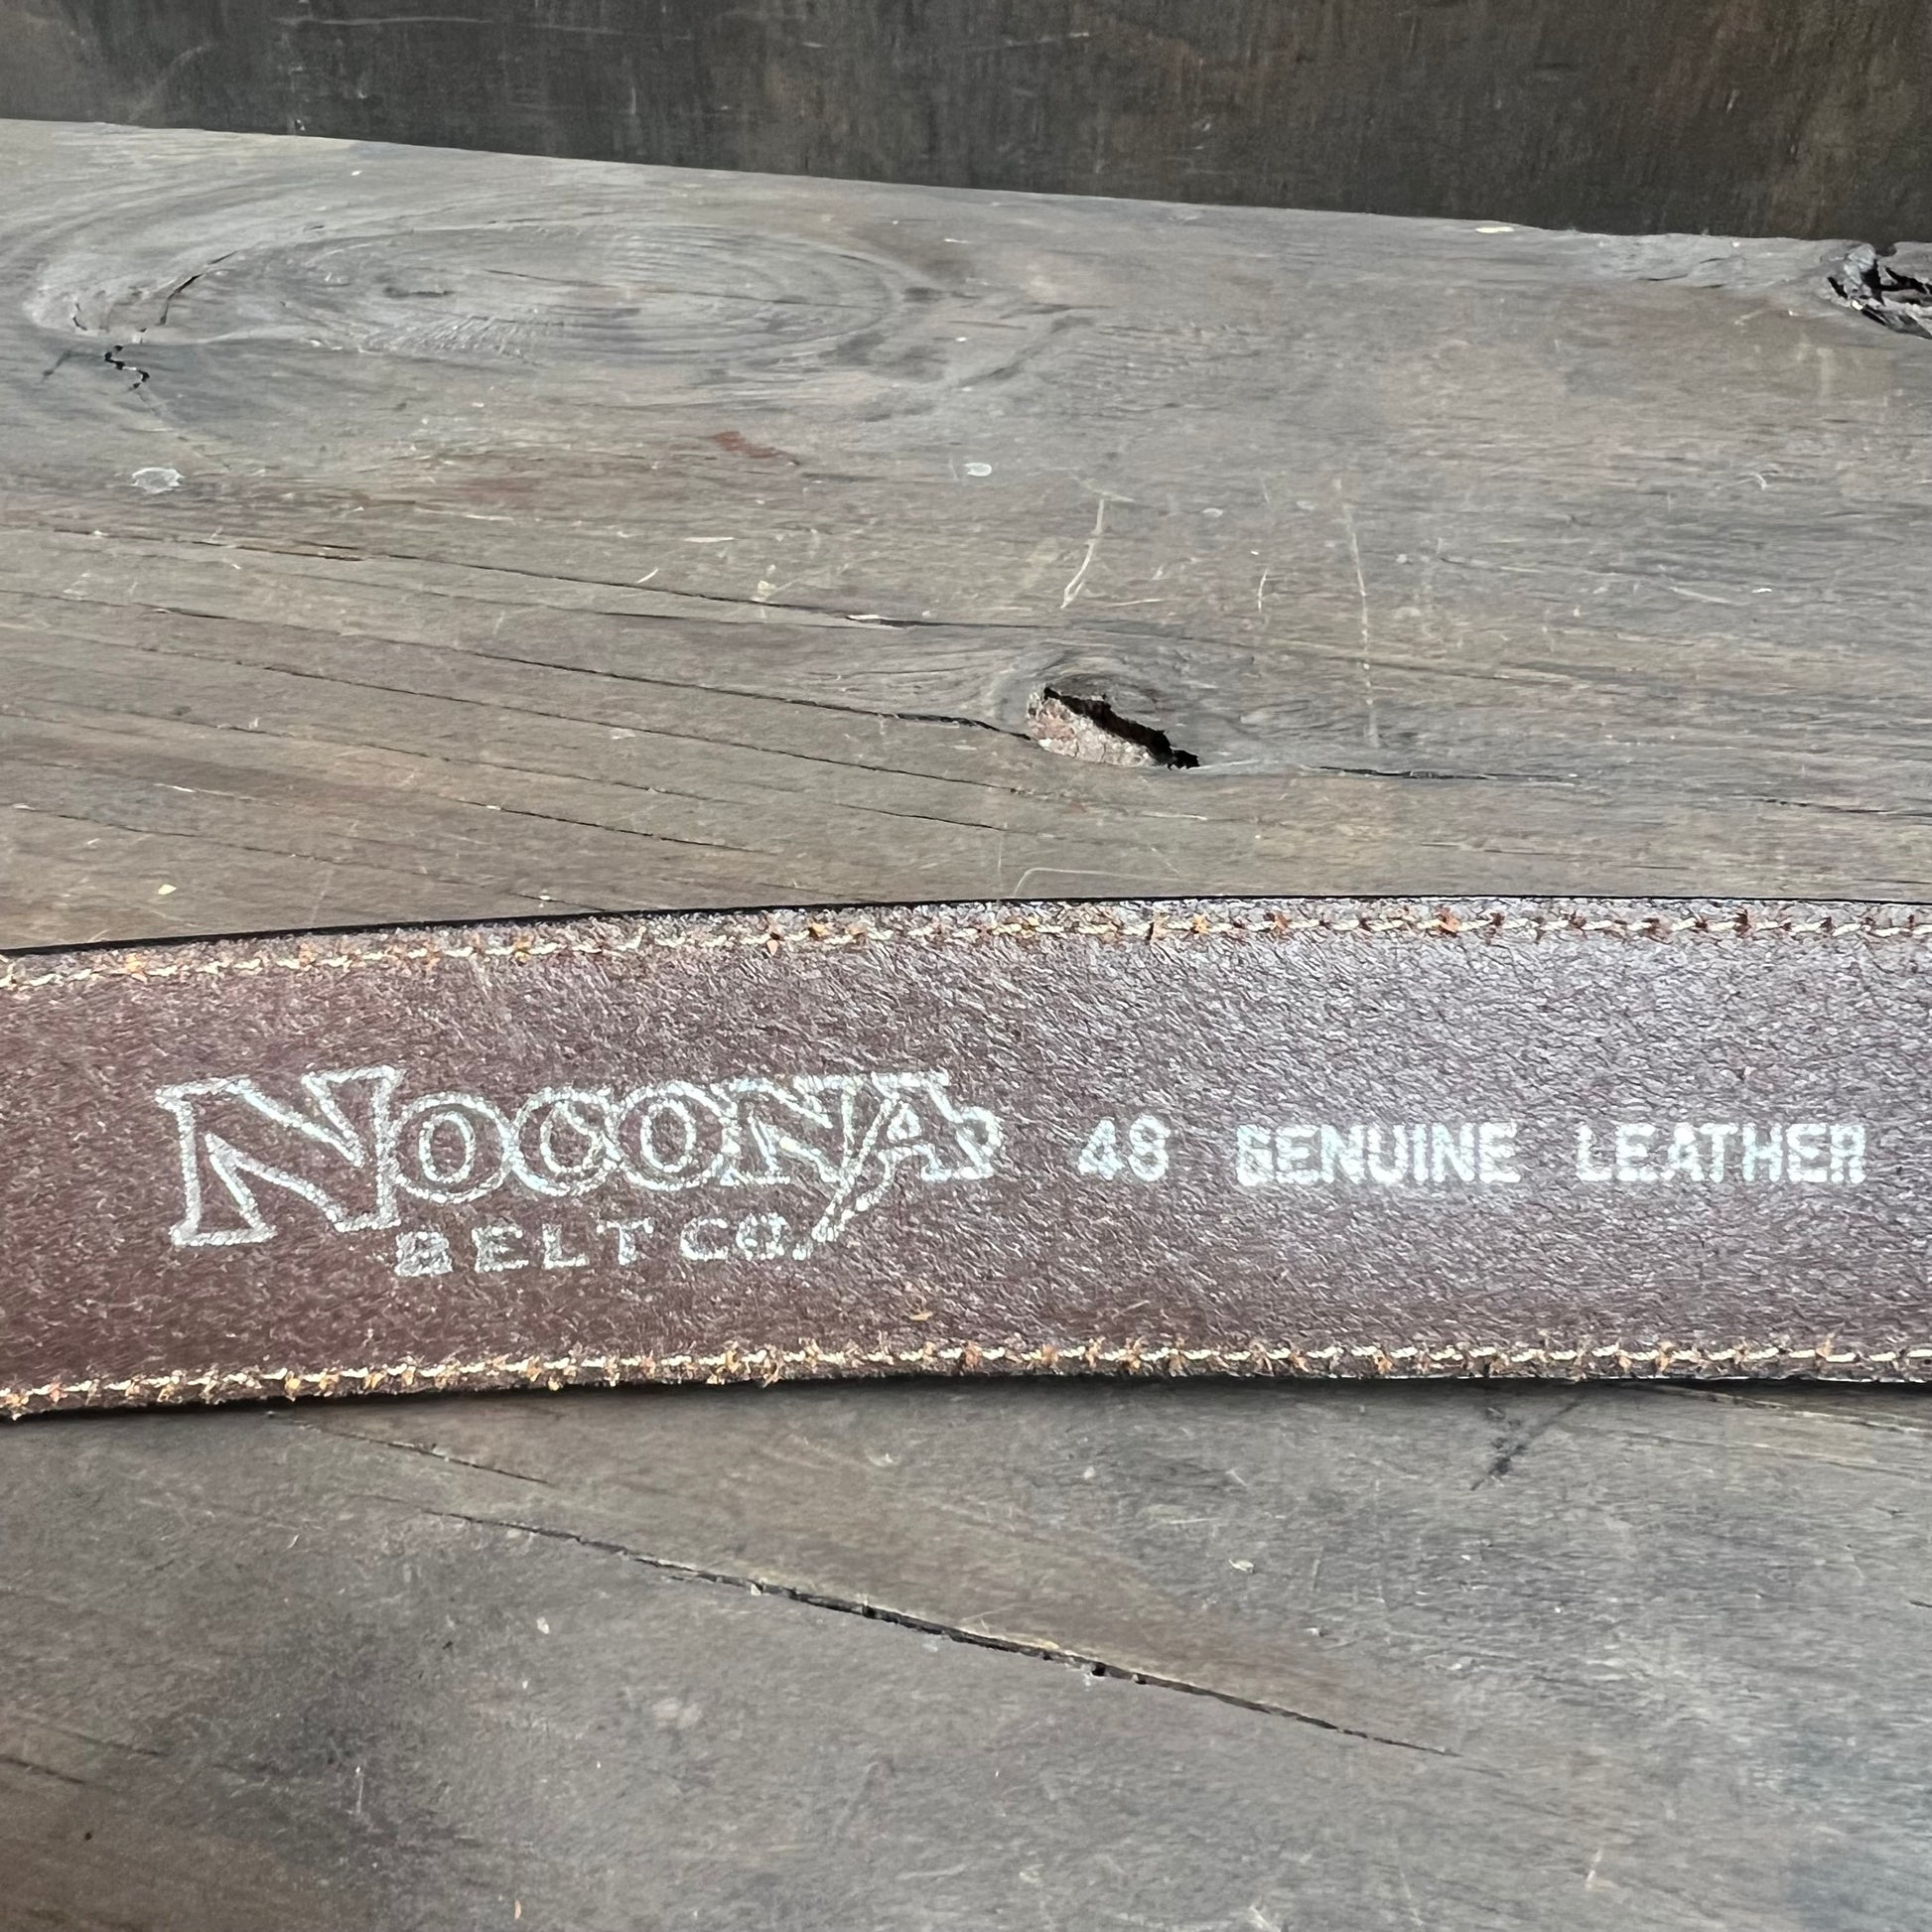 NOCONA 48 GENUINE LEATHER
BELT CO.